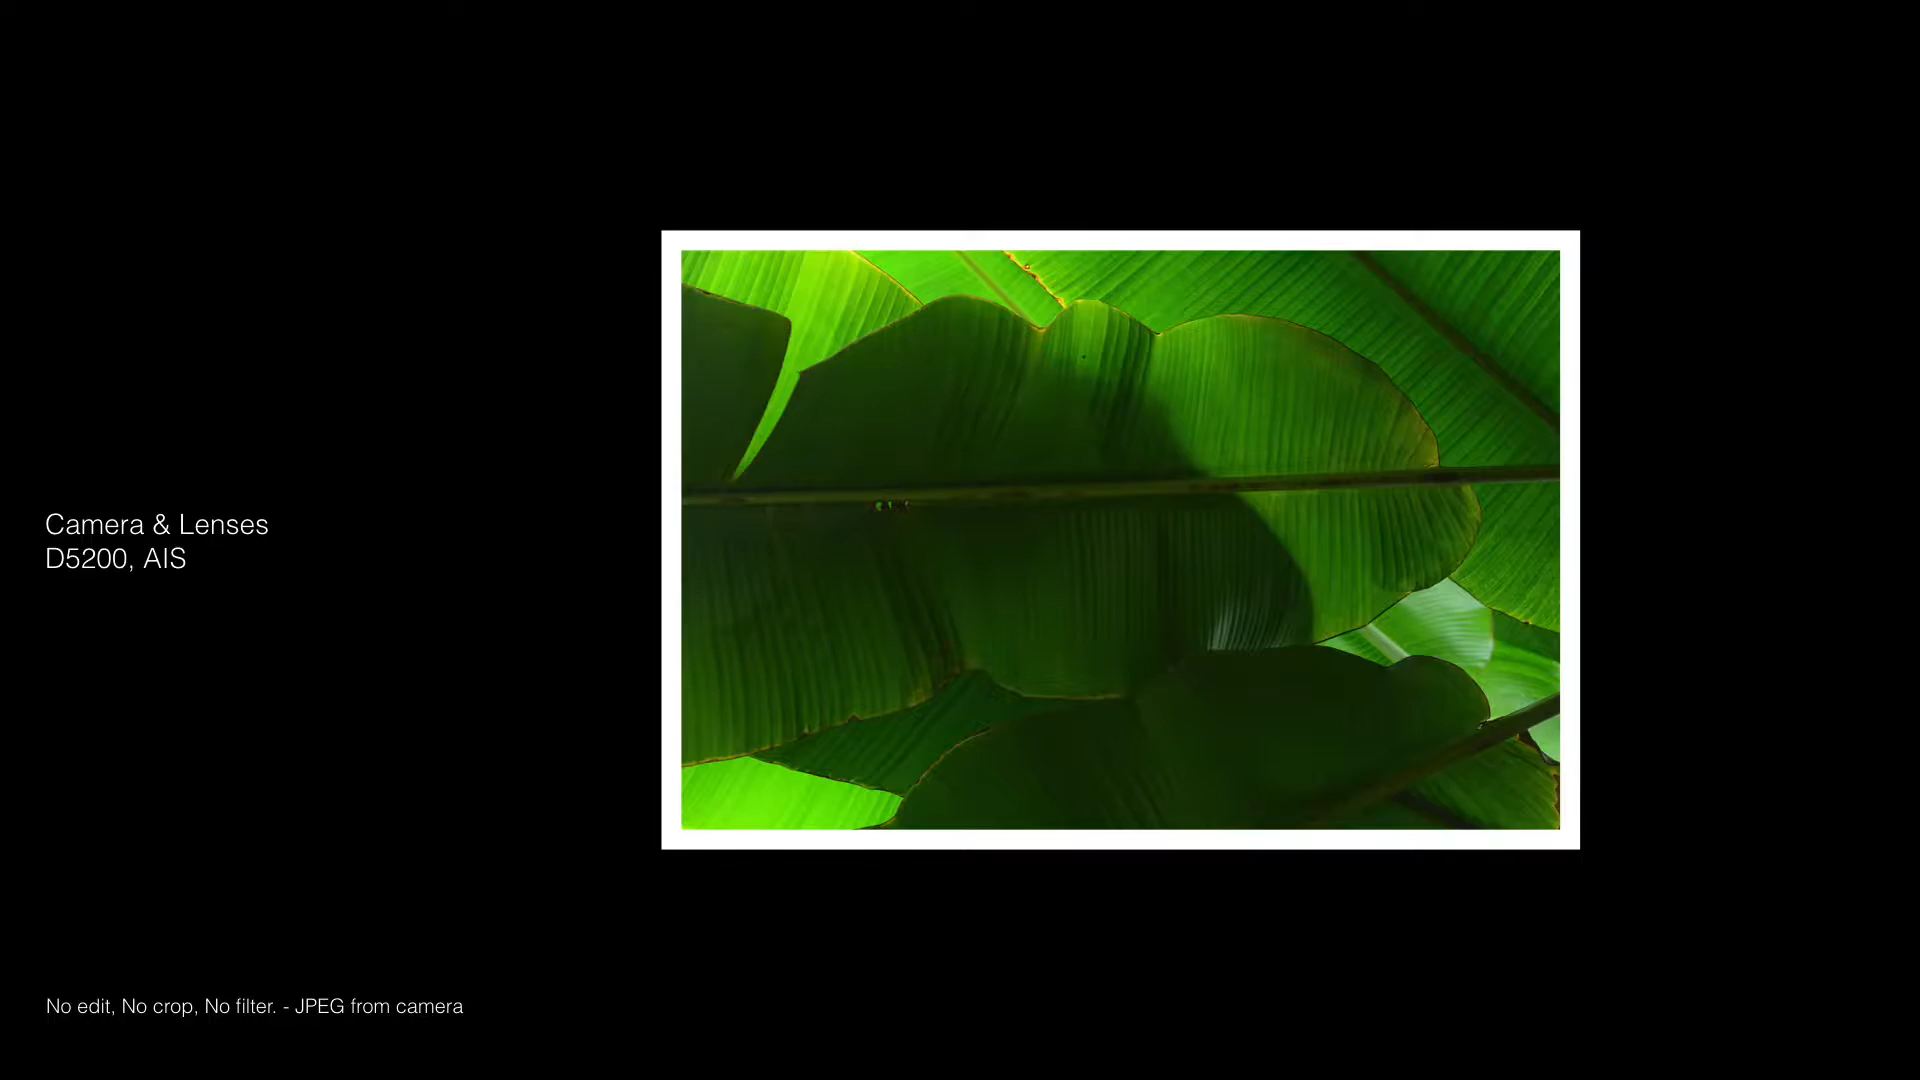 Camera & Lenses
D5200, AIS
No edit, No crop, No filter. - JPEG from camera